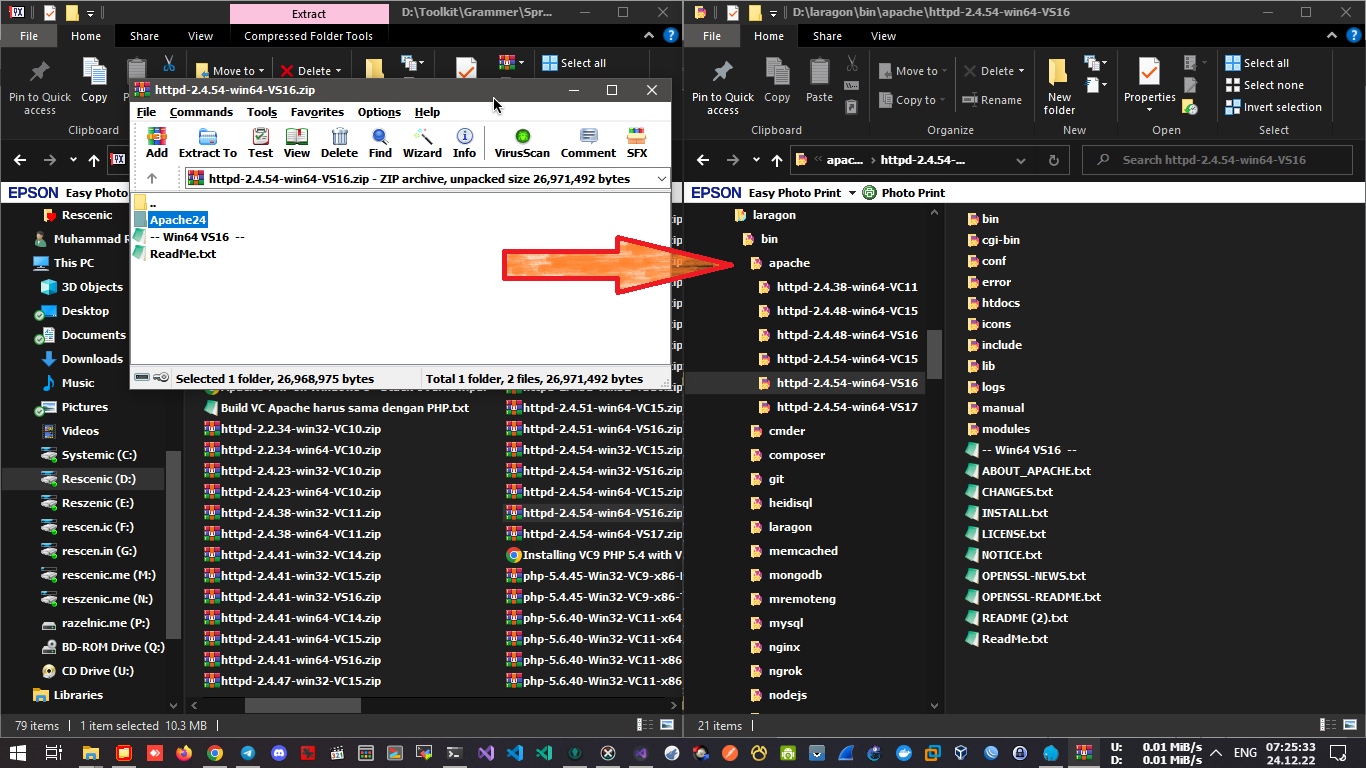 Extract
D:\Toolkit\Grammer\Spr...
File
Home
Share
View
Compressed Folder Tools
Pin to Quick access
Copy
Move to
Delete
Select all
Clipboard
httpd-2.4.54-win64-VS16.zip
File Commands Tools Favorites Options Help
Add Extract To Test View Delete Find Wizard Info VirusScan Comment SFX
httpd-2.4.54-win64-VS16.zip - ZIP archive, unpacked size 26,971,492 bytes
..
Apache24
-- Win64 VS16 --
ReadMe.txt
Selected 1 folder, 26,968,975 bytes
Total 1 folder, 2 files, 26,971,492 bytes
EPSON Easy Photo Print
Rescenic
Muhammad R
This PC
3D Objects
Desktop
Documents
Downloads
Music
Pictures
Videos
Systemic (C:)
Rescenic (D:)
Reszenic (E:)
rescen.ic (F:)
rescen.in (G:)
rescenic.me (M:)
reszenic.me (N:)
razelnic.me (P:)
BD-ROM Drive (Q:)
CD Drive (U:)
Libraries
Build VC Apache harus sama dengan PHP.txt
httpd-2.2.34-win32-VC10.zip
httpd-2.2.34-win64-VC10.zip
httpd-2.4.23-win32-VC10.zip
httpd-2.4.23-win64-VC10.zip
httpd-2.4.38-win32-VC11.zip
httpd-2.4.38-win64-VC11.zip
httpd-2.4.41-win32-VC14.zip
httpd-2.4.41-win32-VC15.zip
httpd-2.4.41-win32-VS16.zip
httpd-2.4.41-win64-VC14.zip
httpd-2.4.41-win64-VC15.zip
httpd-2.4.41-win64-VS16.zip
httpd-2.4.47-win32-VC15.zip
httpd-2.4.51-win64-VC15.zip
httpd-2.4.51-win64-VS16.zip
httpd-2.4.54-win32-VC15.zip
httpd-2.4.54-win32-VS16.zip
httpd-2.4.54-win64-VC15.zip
httpd-2.4.54-win64-VS16.zip
httpd-2.4.54-win64-VS17.zip
Installing VC9 PHP 5.4 with V
php-5.4.45-Win32-VC9-x86-
php-5.4.45-Win32-VC9-x86-
php-5.6.40-Win32-VC11-x64
php-5.6.40-Win32-VC11-x64
php-5.6.40-Win32-VC11-x86
php-5.6.40-Win32-VC11-x86
79 items
1 item selected 10.3 MB
D:\laragon\bin\apache\httpd-2.4.54-win64-VS16
File
Home
Share
View
Pin to Quick access
Copy
Paste
Move to
Copy to
Delete
Rename
New folder
Properties
Select all
Select none
Invert selection
Clipboard
Organize
New
Open
Select
apac...
httpd-2.4.54-...
Search httpd-2.4.54-win64-VS16
EPSON Easy Photo Print Photo Print
laragon
bin
apache
httpd-2.4.38-win64-VC11
httpd-2.4.48-win64-VC15
httpd-2.4.48-win64-VS16
httpd-2.4.54-win64-VC15
httpd-2.4.54-win64-VS16
httpd-2.4.54-win64-VS17
cmder
composer
git
heidisql
laragon
memcached
mongodb
mremoteng
mysql
nginx
ngrok
nodejs
bin
cgi-bin
conf
error
htdocs
icons
include
lib
logs
manual
modules
-- Win64 VS16 --
ABOUT_APACHE.txt
CHANGES.txt
INSTALL.txt
LICENSE.txt
NOTICE.txt
OPENSSL-NEWS.txt
OPENSSL-README.txt
README (2).txt
ReadMe.txt
21 items
U: 0.01 MiB/s
D: 0.01 MiB/s
ENG
07:25:33
24.12.22